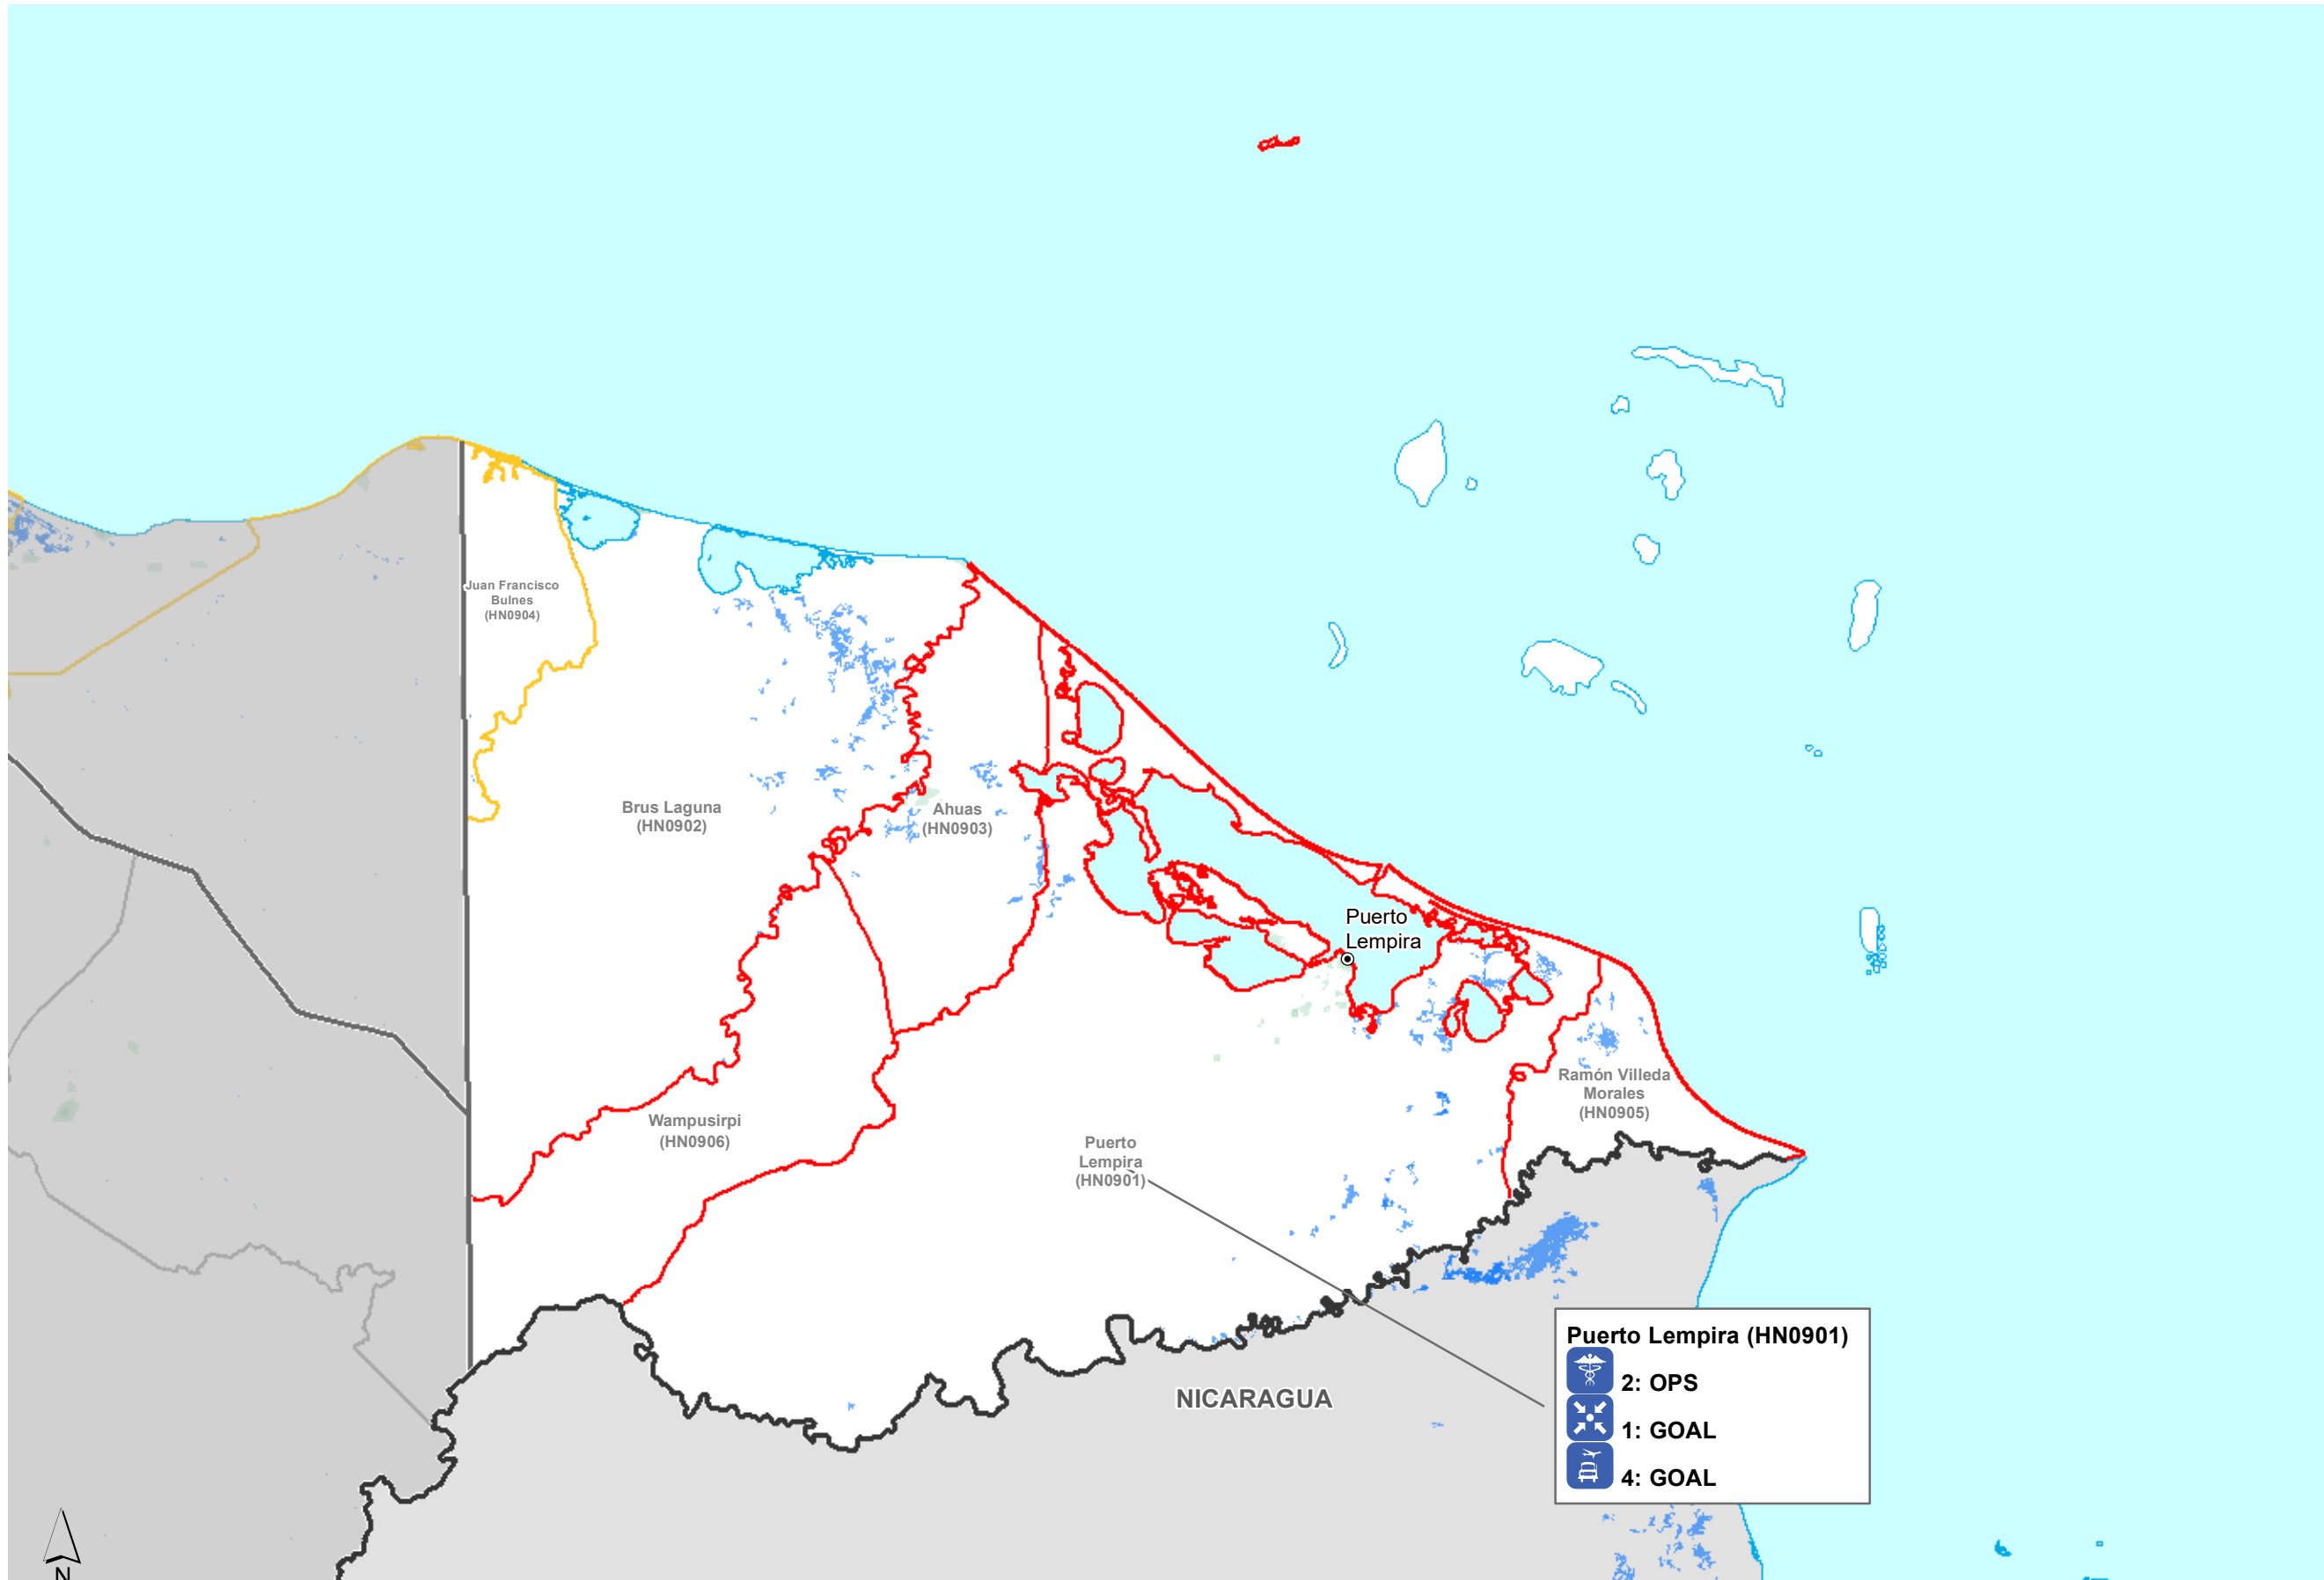 Juan Francisco
Bulnes
(HN0904)
Brus Laguna
(HN0902)
Ahuas
(HN0903)
Puerto
Lempira
Ramón Villeda
Morales
(HN0905)
Wampusirpi
(HN0906)
Puerto
Lempira
(HN0901)
NICARAGUA
Puerto Lempira (HN0901)
2: OPS
1: GOAL
4: GOAL
N